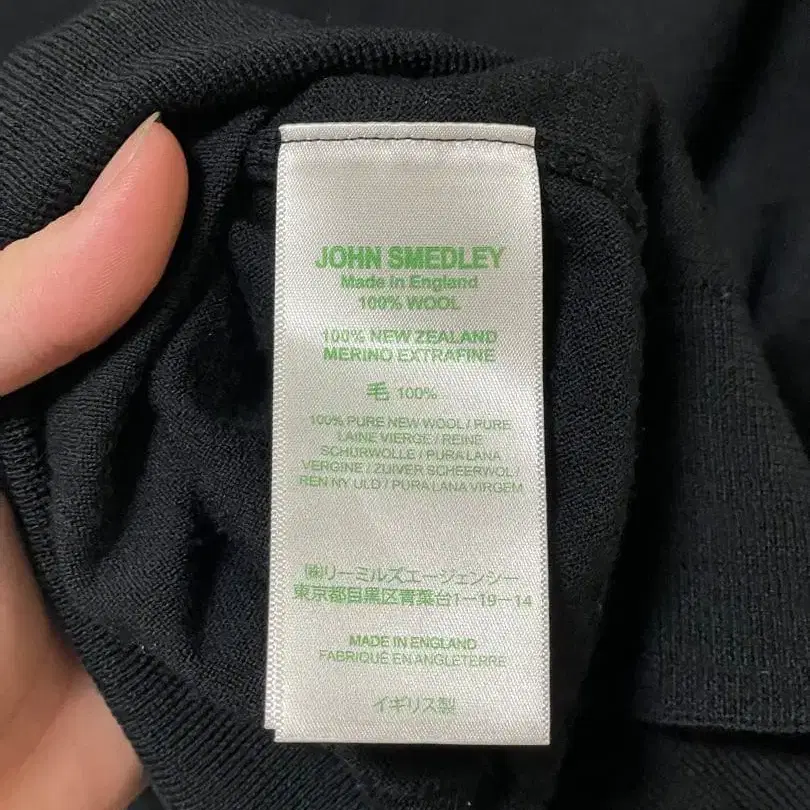 JOHN SMEDLEY
Made in England
100% WOOL
100% NEW ZEALAND
MERINO EXTRAFINE
毛 100%
100% PURE NEW WOOL / PURE
LAINE VIERGE / REINE
SCHURWOLLE / PURA LANA
VERGINE / ZUIVER SCHEERWOL /
REN NY ULD / PURA LANA VIRGEM
㈱リーミルズエージェンシー
東京都目黒区青葉台1-19-14
MADE IN ENGLAND
FABRIQUÉ EN ANGLETERRE
イギリス製